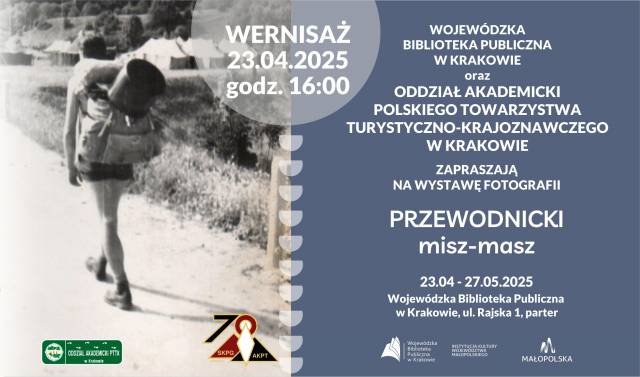 WERNISAŻ
23.04.2025
godz. 16:00
WOJEWÓDZKA
BIBLIOTEKA PUBLICZNA
W KRAKOWIE
oraz
ODDZIAŁ AKADEMICKI
POLSKIEGO TOWARZYSTWA
TURYSTYCZNO-KRAJOZNAWCZEGO
W KRAKOWIE
ZAPRASZAJĄ
NA WYSTAWĘ FOTOGRAFII
PRZEWODNICKI
misz-masz
23.04 - 27.05.2025
Wojewódzka Biblioteka Publiczna
w Krakowie, ul. Rajska 1, parter
ODDZIAŁ AKADEMICKI PTTK
w Krakowie
70
SKPG AKPT
Wojewódzka
Biblioteka
Publiczna
w Krakowie
INSTYTUCJA KULTURY
WOJEWÓDZTWA
MAŁOPOLSKIEGO
MAŁOPOLSKA